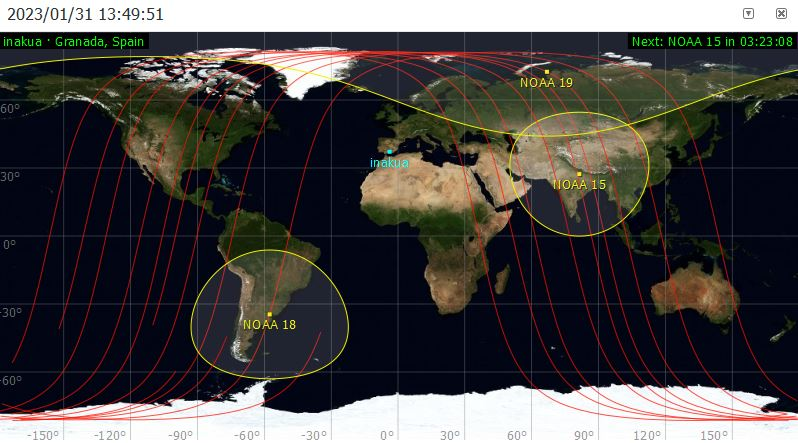 2023/01/31 13:49:51
inakua · Granada, Spain
Next: NOAA 15 in 03:23:08
NOAA 19
60°
inakua
30°
NOAA 15
0°
-30°
NOAA 18
-60°
-150° -120° -90° -60° -30° 0° 30° 60° 90° 120° 150°